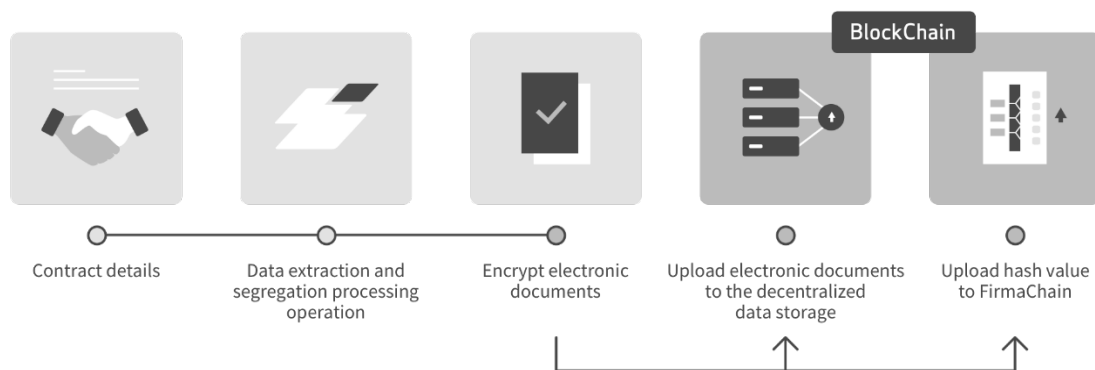 BlockChain
Contract details
Data extraction and
segregation processing
operation
Encrypt electronic
documents
Upload electronic documents
to the decentralized
data storage
Upload hash value
to FirmaChain